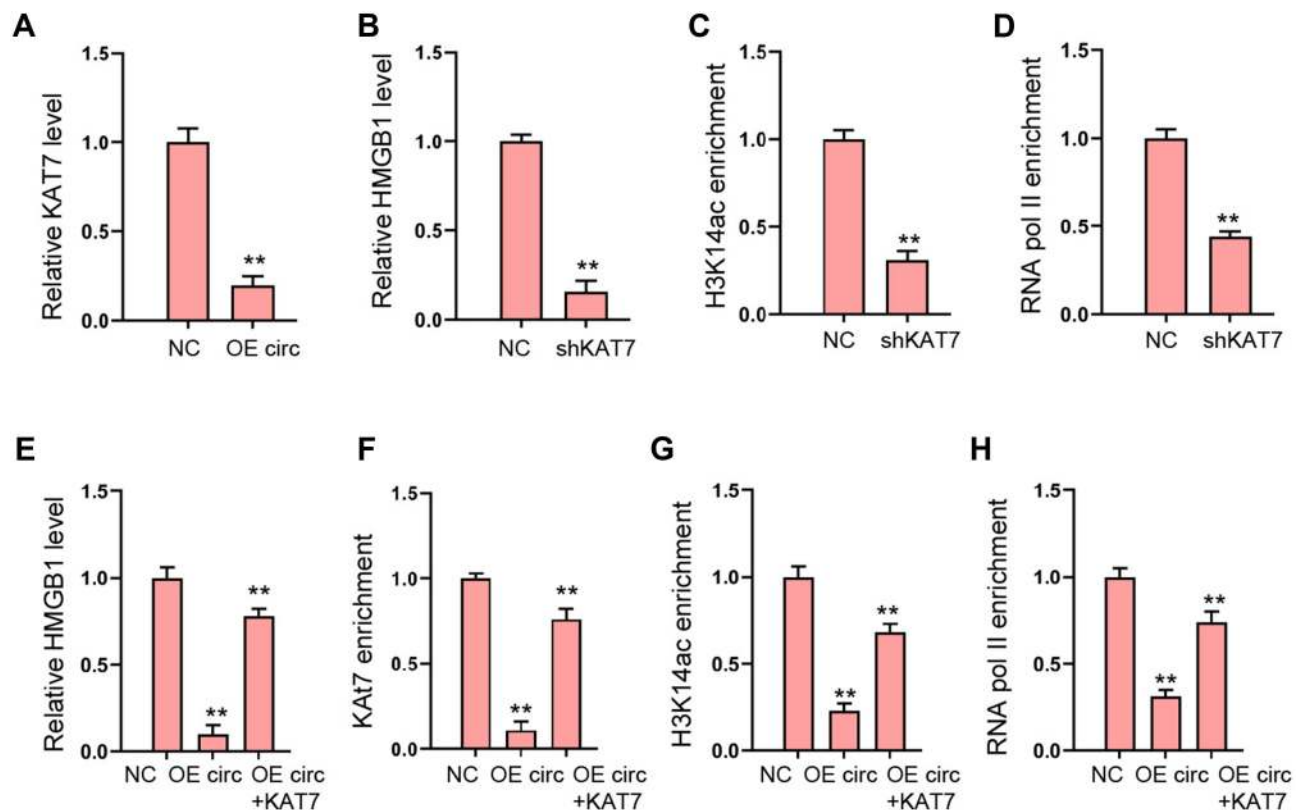 A
Relative KAT7 level
1.5
1.0
0.5
0.0
**
NC
OE circ
B
Relative HMGB1 level
1.5
1.0
0.5
0.0
**
NC
shKAT7
C
H3K14ac enrichment
1.5
1.0
0.5
0.0
**
NC
shKAT7
D
RNA pol II enrichment
1.5
1.0
0.5
0.0
**
NC
shKAT7
E
Relative HMGB1 level
1.5
1.0
0.5
0.0
**
**
NC
OE circ
OE circ
+KAT7
F
KAt7 enrichment
1.5
1.0
0.5
0.0
**
**
NC
OE circ
OE circ
+KAT7
G
H3K14ac enrichment
1.5
1.0
0.5
0.0
**
**
NC
OE circ
OE circ
+KAT7
H
RNA pol II enrichment
1.5
1.0
0.5
0.0
**
**
NC
OE circ
OE circ
+KAT7